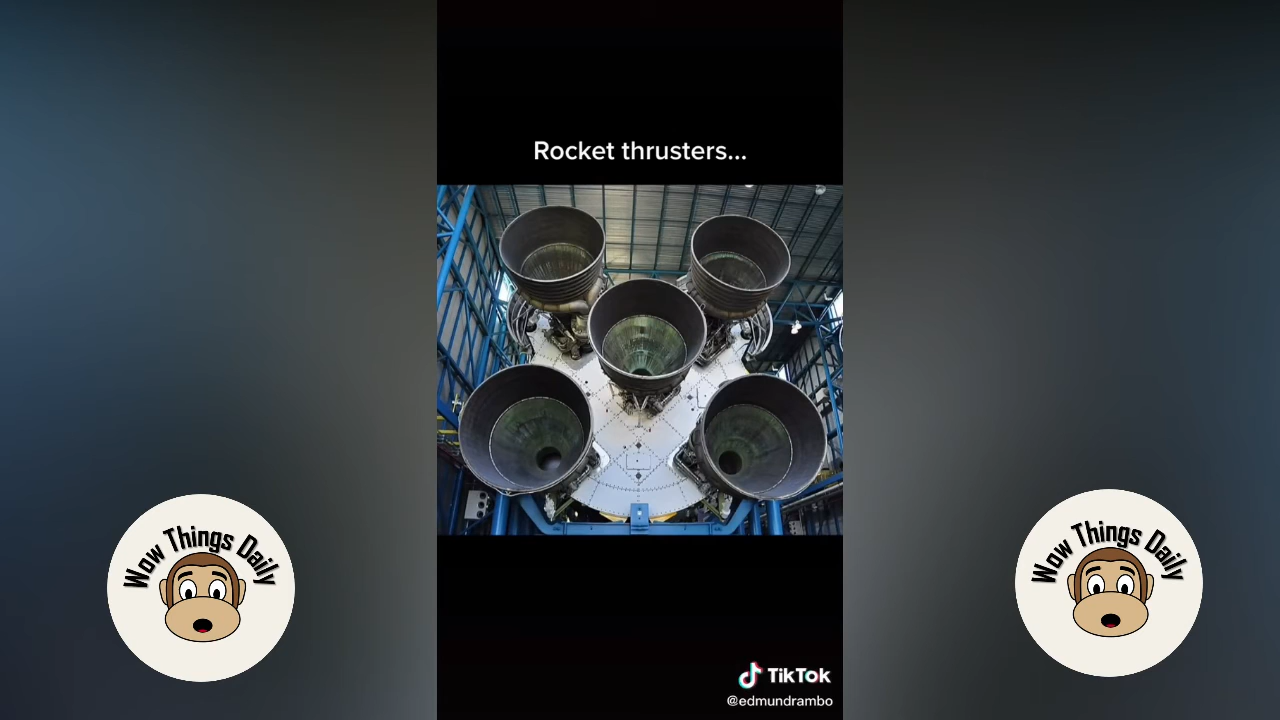 Rocket thrusters...
Wow Things Daily
Wow Things Daily
TikTok
@edmundrambo